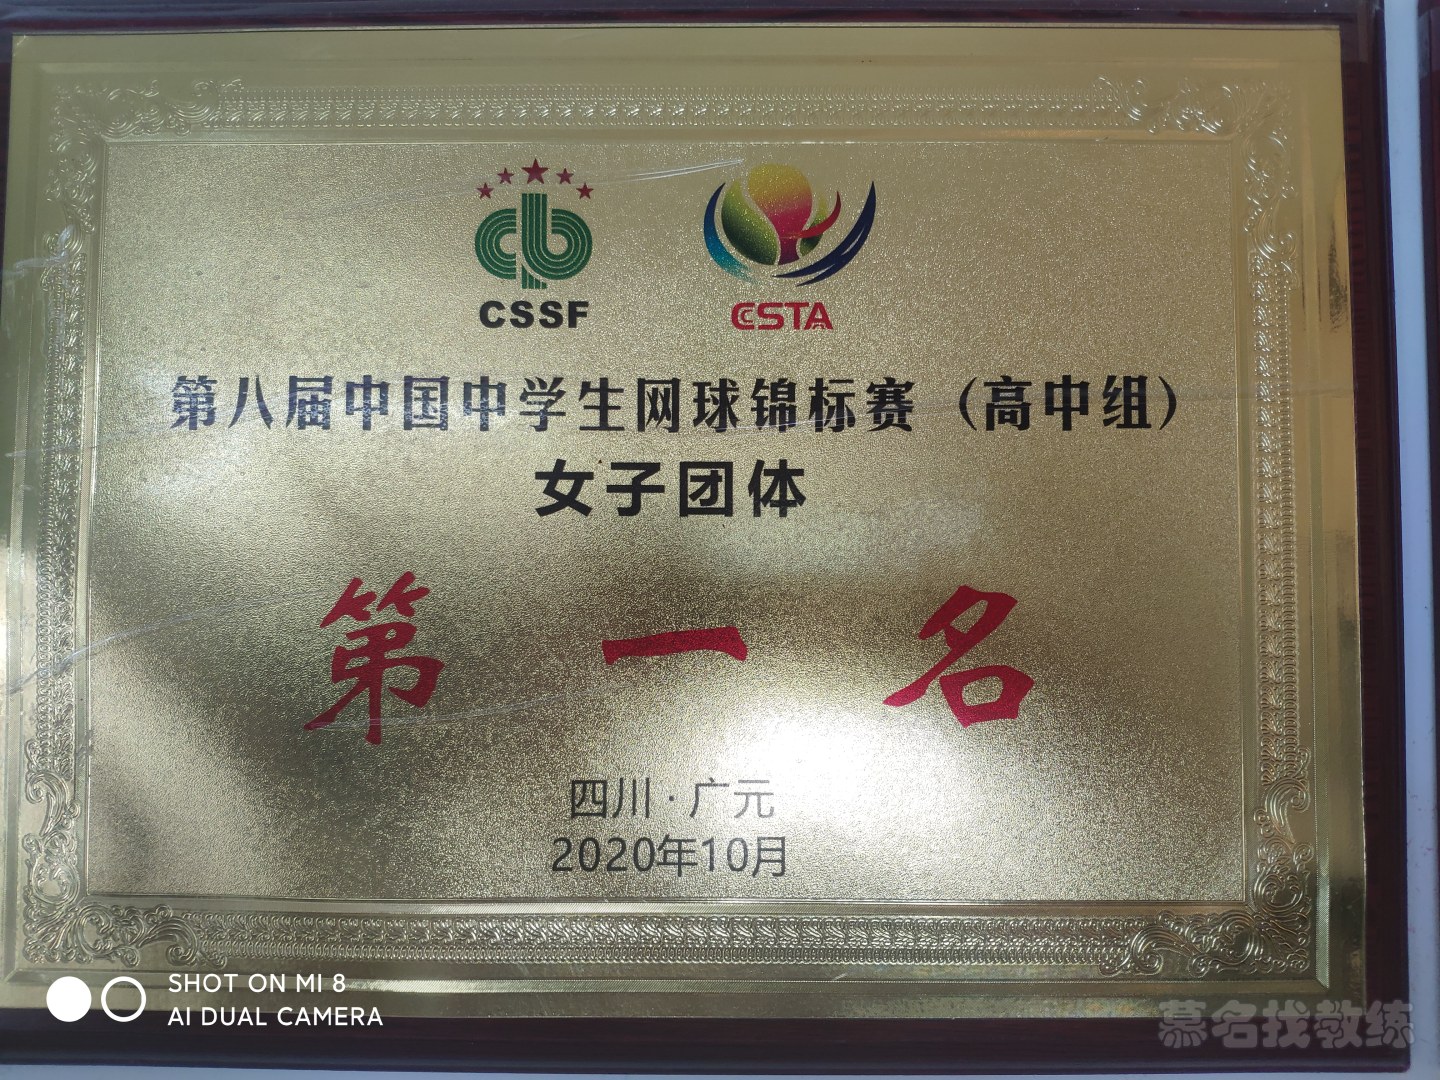 CSSF
CSTA
第八届中国中学生网球锦标赛（高中组）
女子团体
第一名
四川·广元
2020年10月
SHOT ON MI 8
AI DUAL CAMERA
慕名找教练